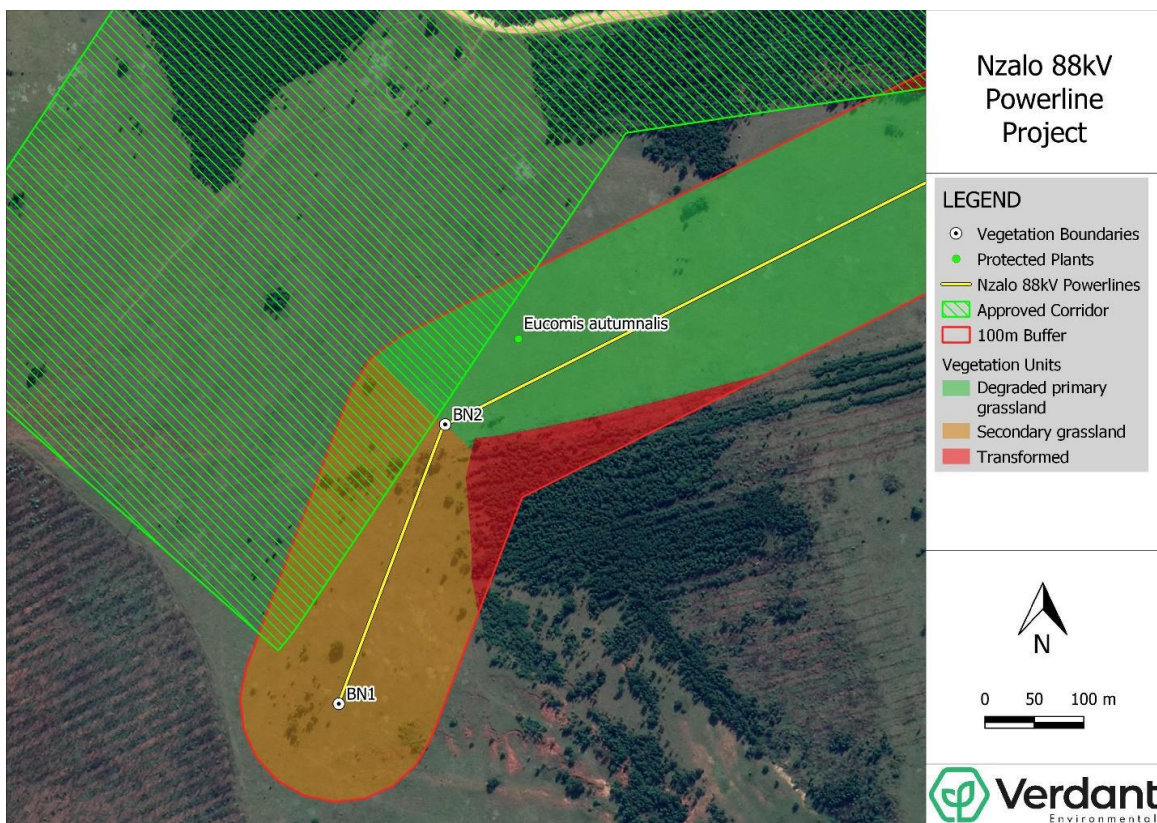 Nzalo 88kV
Powerline
Project
LEGEND
Vegetation Boundaries
Protected Plants
Nzalo 88kV Powerlines
Approved Corridor
100m Buffer
Vegetation Units
Degraded primary
grassland
Secondary grassland
Transformed
Eucomis autumnalis
BN2
BN1
N
0 50 100 m
Verdant
Environmental